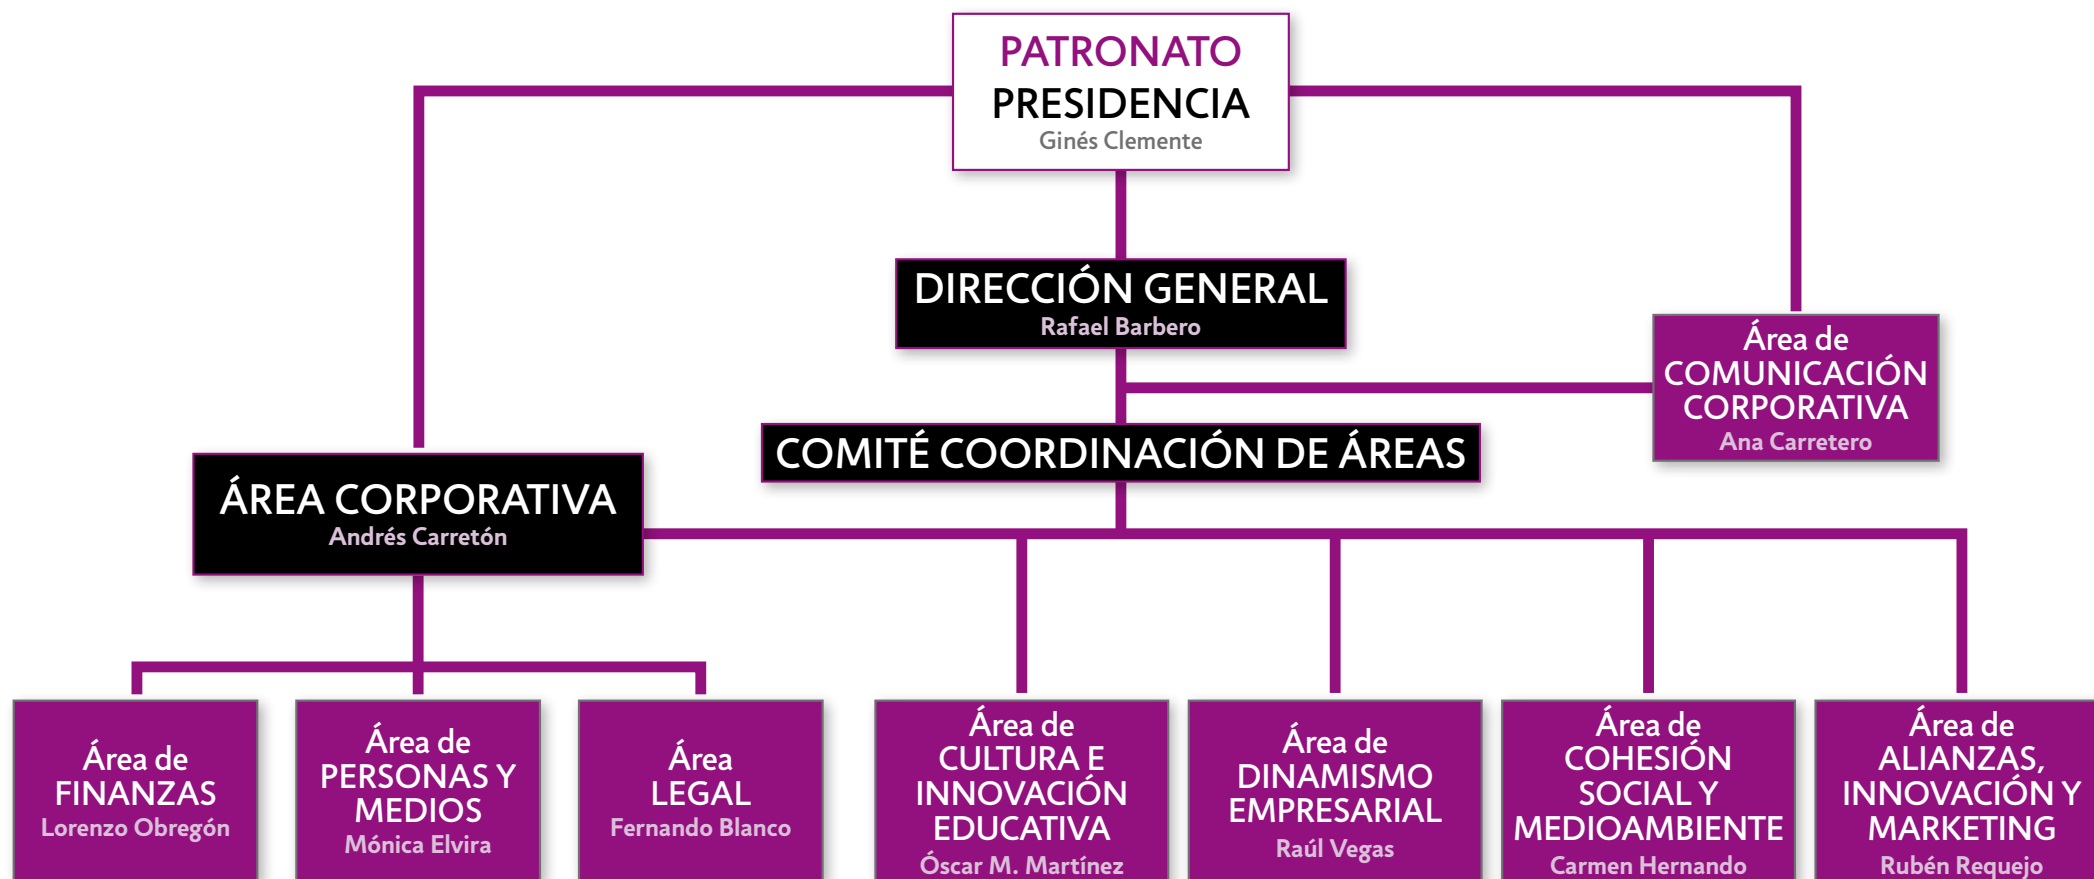 PATRONATO
PRESIDENCIA
Ginés Clemente
DIRECCIÓN GENERAL
Rafael Barbero
Área de
COMUNICACIÓN
CORPORATIVA
Ana Carretero
COMITÉ COORDINACIÓN DE ÁREAS
ÁREA CORPORATIVA
Andrés Carretón
Área de
FINANZAS
Lorenzo Obregón
Área de
PERSONAS Y
MEDIOS
Mónica Elvira
Área
LEGAL
Fernando Blanco
Área de
CULTURA E
INNOVACIÓN
EDUCATIVA
Óscar M. Martínez
Área de
DINAMISMO
EMPRESARIAL
Raúl Vegas
Área de
COHESIÓN
SOCIAL Y
MEDIOAMBIENTE
Carmen Hernando
Área de
ALIANZAS,
INNOVACIÓN Y
MARKETING
Rubén Requejo